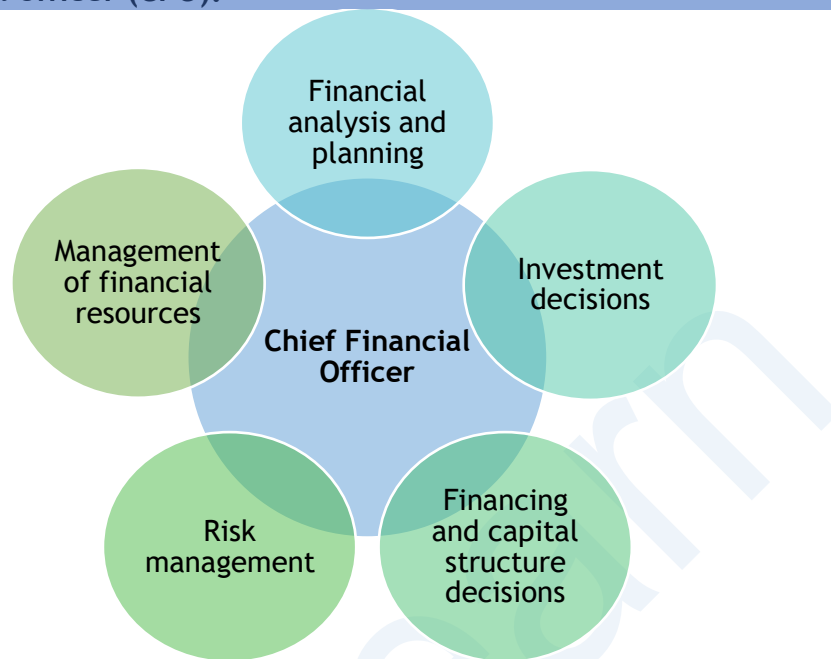 Financial
analysis and
planning
Management
of financial
resources
Investment
decisions
Chief Financial
Officer
Risk
management
Financing
and capital
structure
decisions